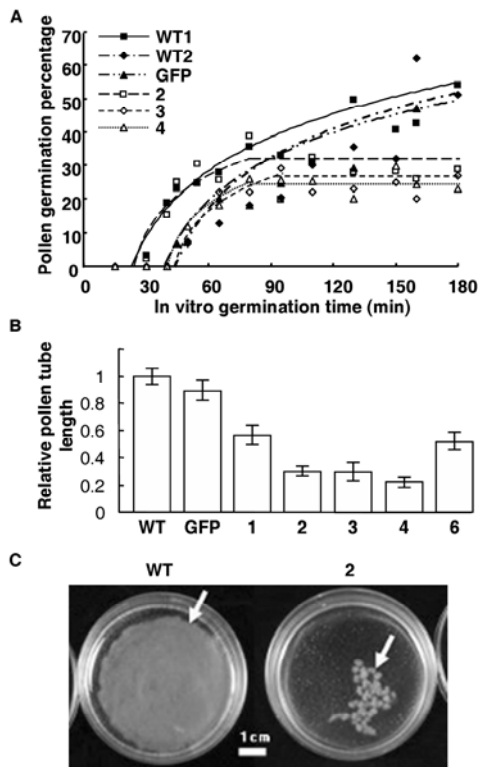 A
Pollen germination percentage
70
60
50
40
30
20
10
0
WT1
WT2
GFP
2
3
4
0 30 60 90 120 150 180
In vitro germination time (min)
B
Relative pollen tube
length
1
0.8
0.6
0.4
0.2
0
WT GFP 1 2 3 4 6
C
WT 2
1cm